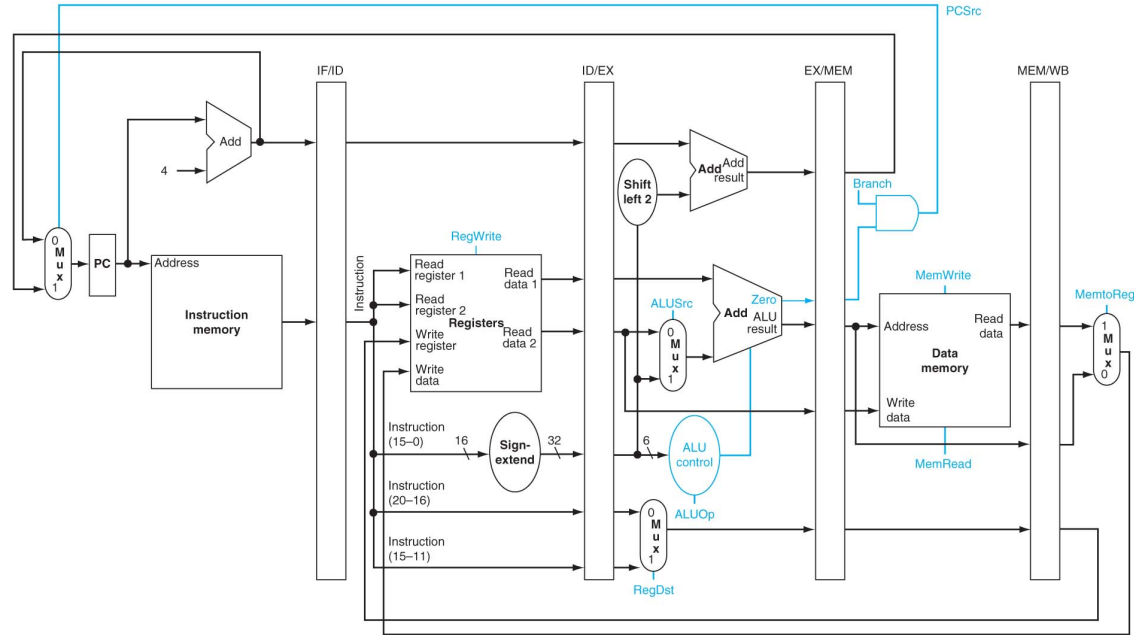 PCSrc
IF/ID
ID/EX
EX/MEM
MEM/WB
Add
4
Add
Add
result
Shift
left 2
Branch
0
M
u
x
1
PC
Address
Instruction
memory
Instruction
RegWrite
Read
register 1
Read
register 2
Write
register
Write
data
Registers
Read
data 1
Read
data 2
ALUSrc
0
M
u
x
1
Zero
Add
ALU
result
MemWrite
Address
Read
data
Data
memory
Write
data
MemRead
MemtoReg
1
M
u
x
0
Instruction
(15–0)
16
Sign-
extend
32
6
ALU
control
ALUOp
Instruction
(20–16)
Instruction
(15–11)
0
M
u
x
1
RegDst